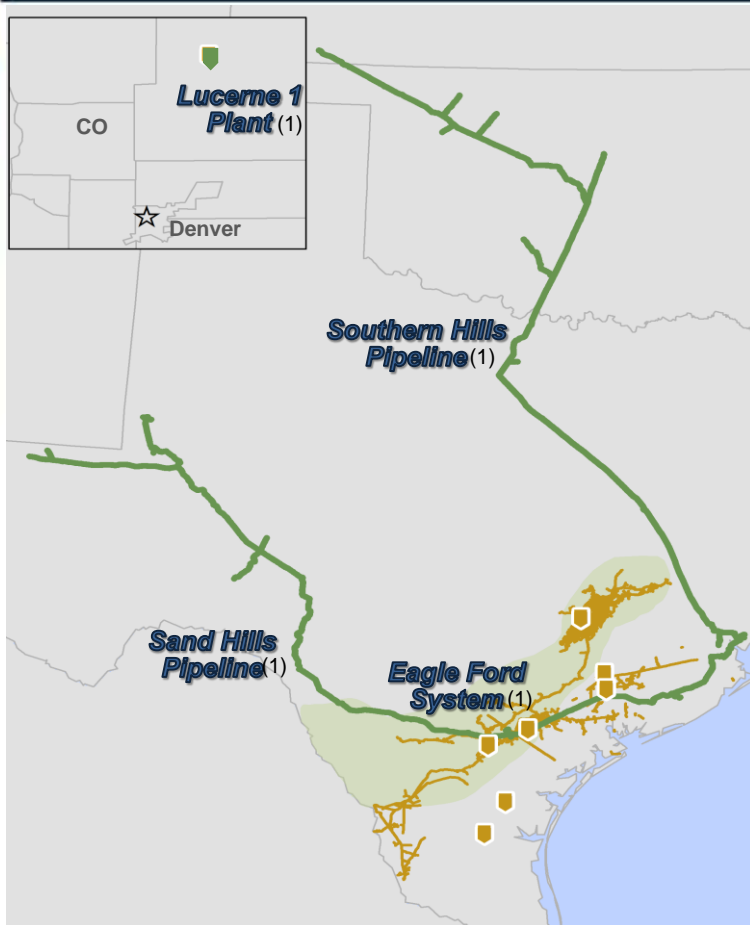 Lucerne 1
Plant (1)
CO
Denver
Southern Hills
Pipeline (1)
Sand Hills
Pipeline(1)
Eagle Ford
System (1)